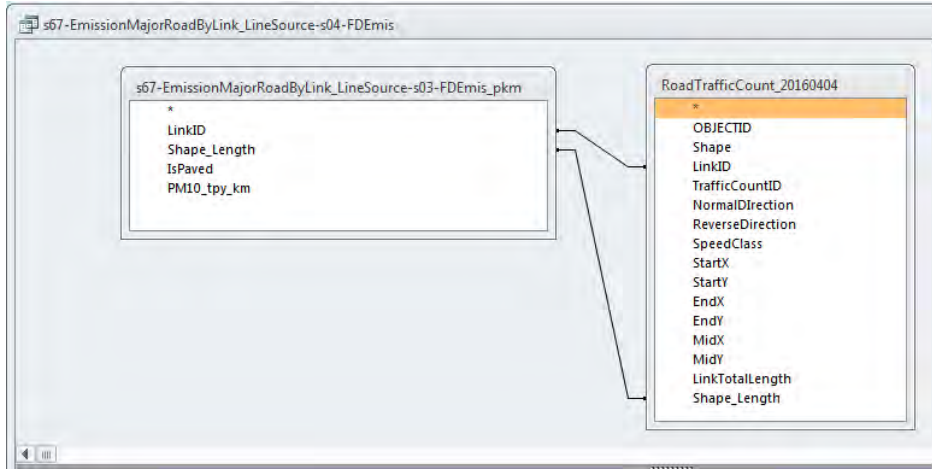 s67-EmissionMajorRoadByLink_LineSource-s04-FDEmis
s67-EmissionMajorRoadByLink_LineSource-s03-FDEmis_pkm
*
LinkID
Shape_Length
IsPaved
PM10_tpy_km
RoadTrafficCount_20160404
*
OBJECTID
Shape
LinkID
TrafficCountID
NormalDIrection
ReverseDirection
SpeedClass
StartX
StartY
EndX
EndY
MidX
MidY
LinkTotalLength
Shape_Length